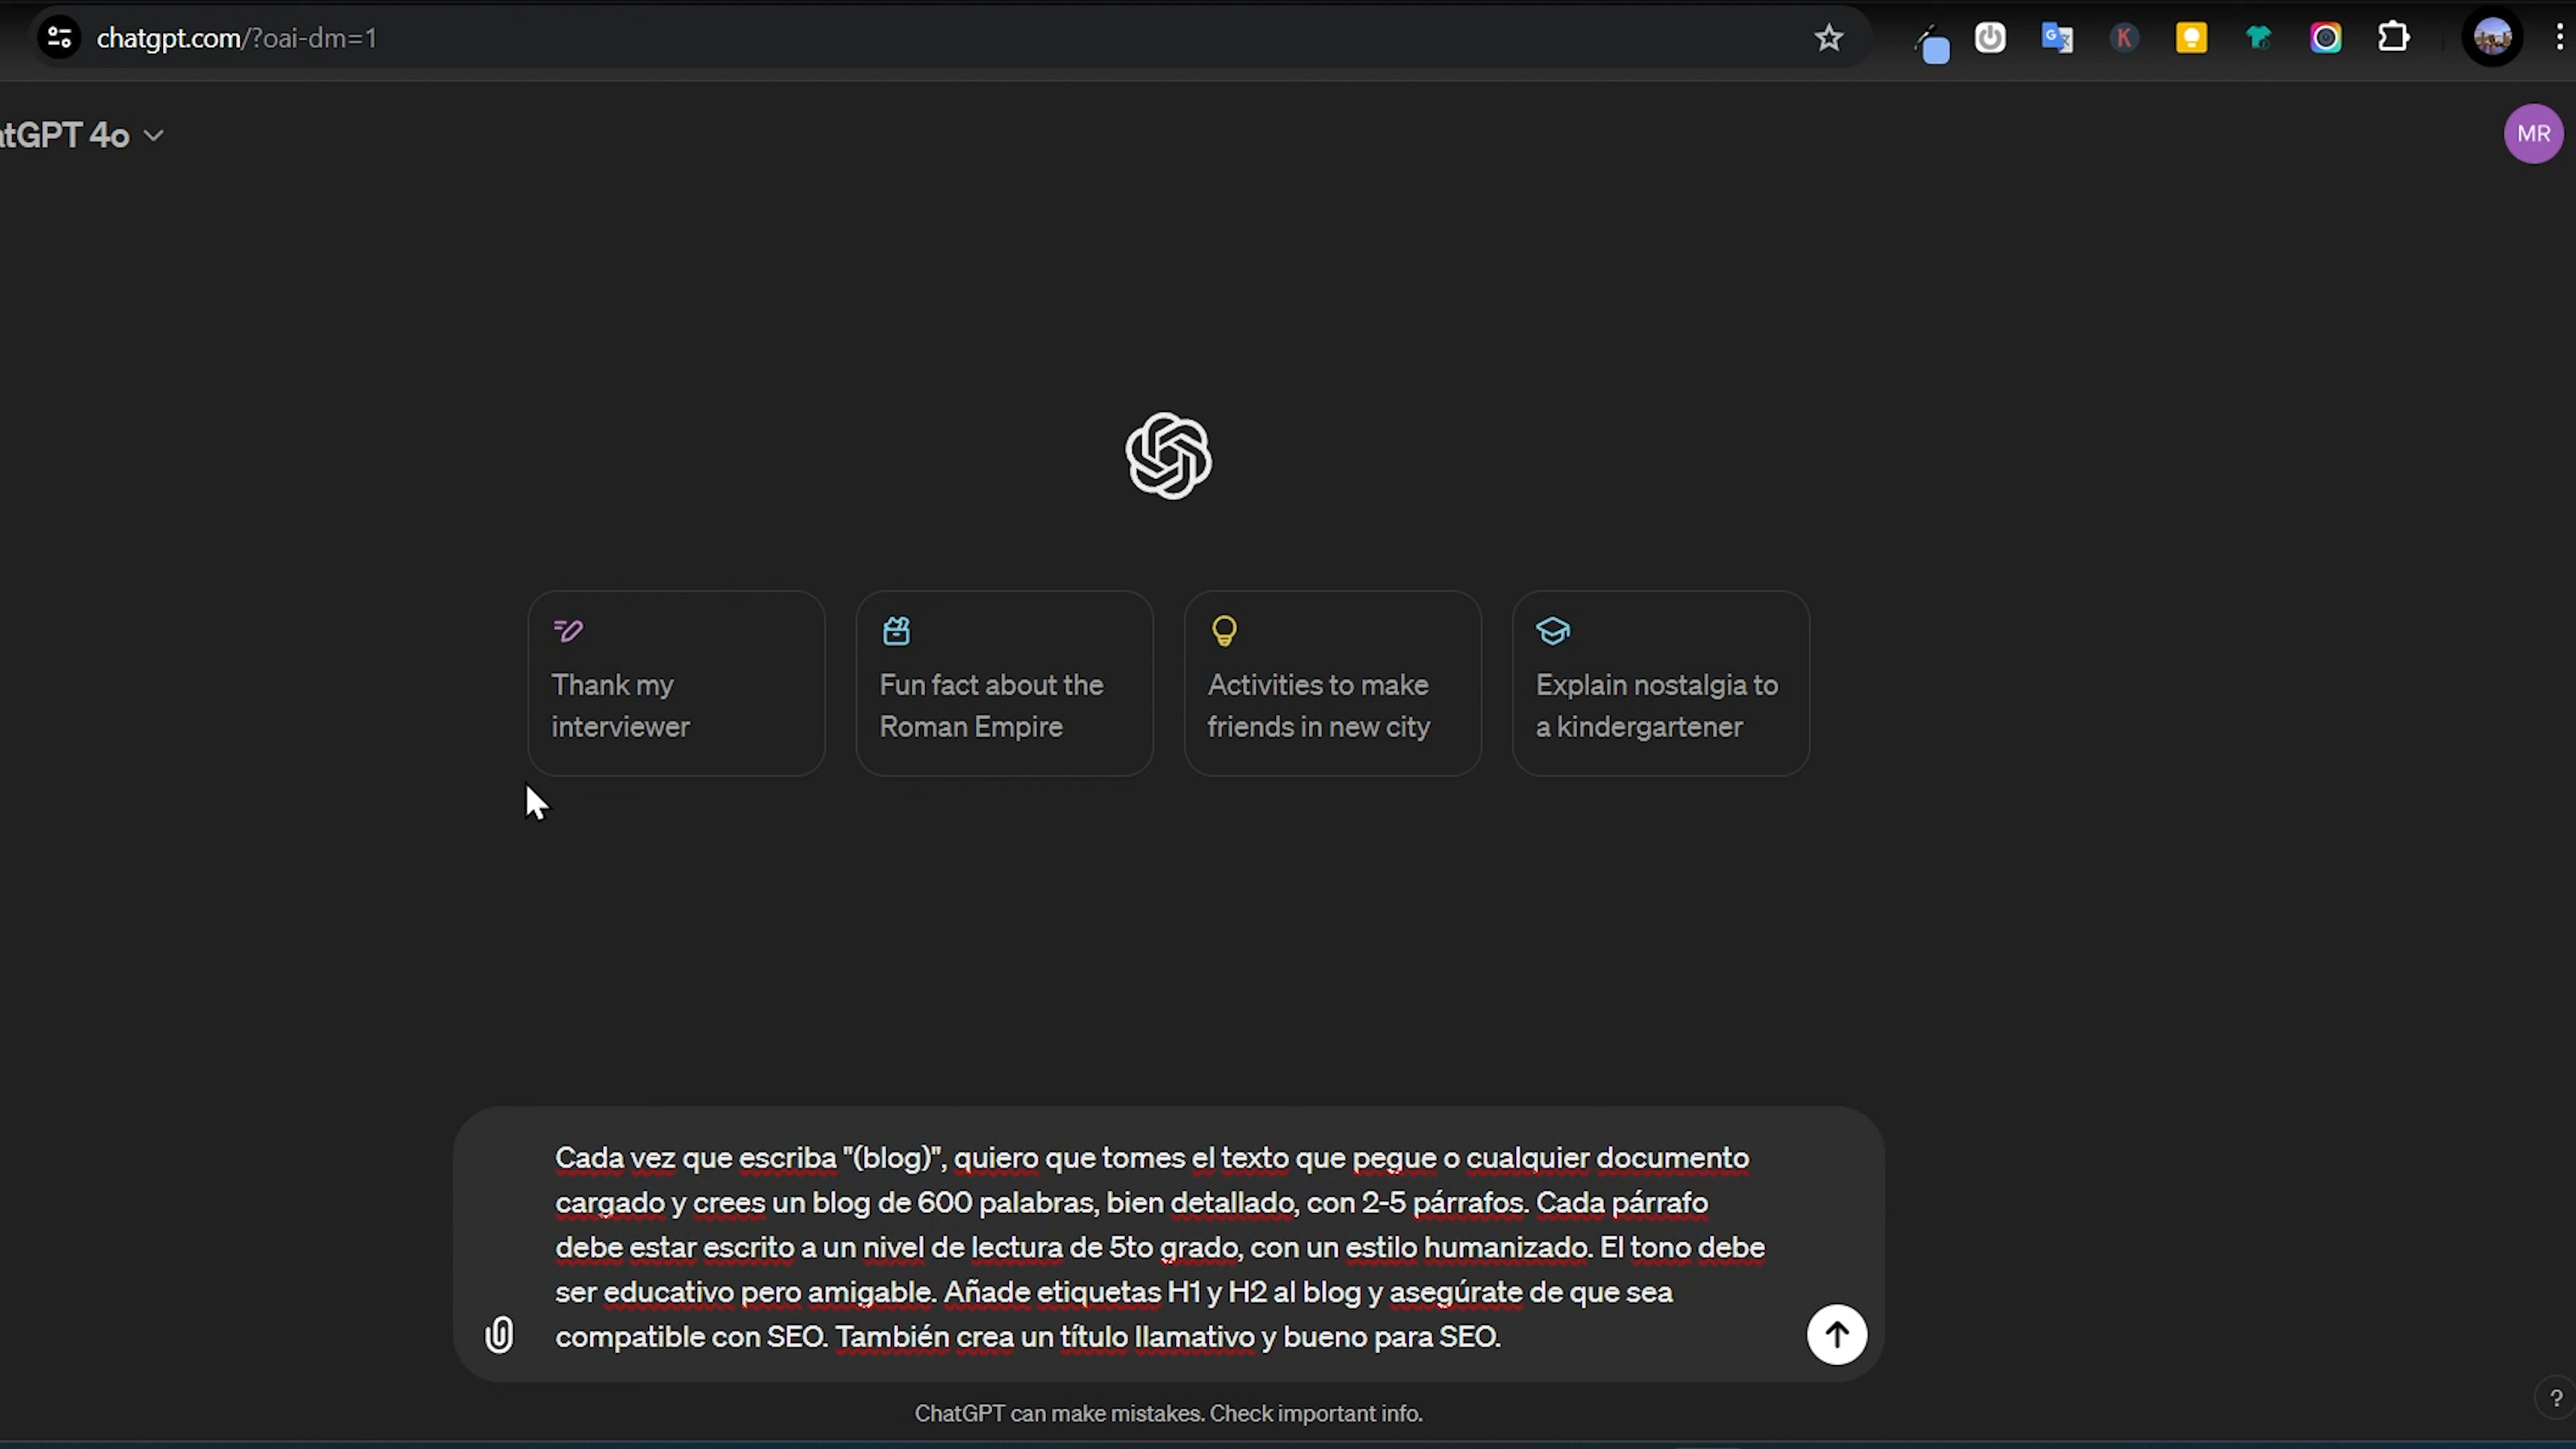 chatgpt.com/?oai-dm=1
atGPT 4o
MR
Thank my
interviewer
Fun fact about the
Roman Empire
Activities to make
friends in new city
Explain nostalgia to
a kindergartener
Cada vez que escriba "(blog)", quiero que tomes el texto que pegue o cualquier documento
cargado y crees un blog de 600 palabras, bien detallado, con 2-5 párrafos. Cada párrafo
debe estar escrito a un nivel de lectura de 5to grado, con un estilo humanizado. El tono debe
ser educativo pero amigable. Añade etiquetas H1 y H2 al blog y asegúrate de que sea
compatible con SEO. También crea un título llamativo y bueno para SEO.
ChatGPT can make mistakes. Check important info.
?